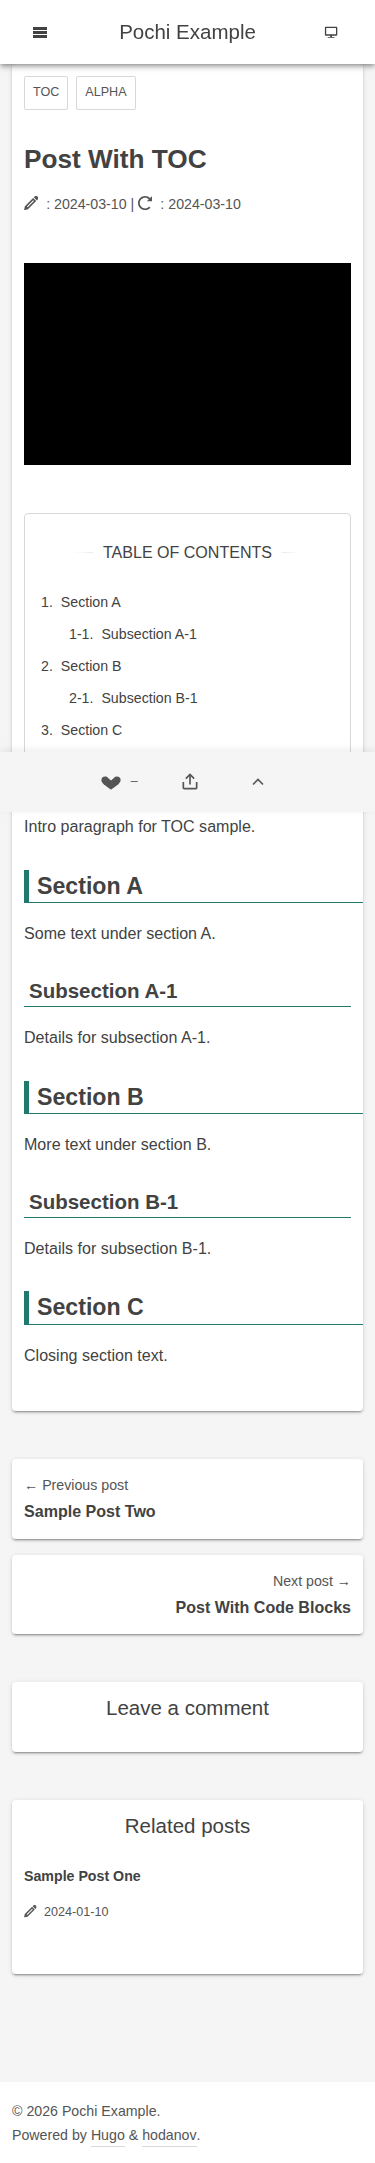 Pochi Example
TOC ALPHA
Post With TOC
: 2024-03-10 | : 2024-03-10
TABLE OF CONTENTS
1. Section A
1-1. Subsection A-1
2. Section B
2-1. Subsection B-1
3. Section C
–
Intro paragraph for TOC sample.
Section A
Some text under section A.
Subsection A-1
Details for subsection A-1.
Section B
More text under section B.
Subsection B-1
Details for subsection B-1.
Section C
Closing section text.
← Previous post
Sample Post Two
Next post →
Post With Code Blocks
Leave a comment
Related posts
Sample Post One
2024-01-10
© 2026 Pochi Example.
Powered by Hugo & hodanov.